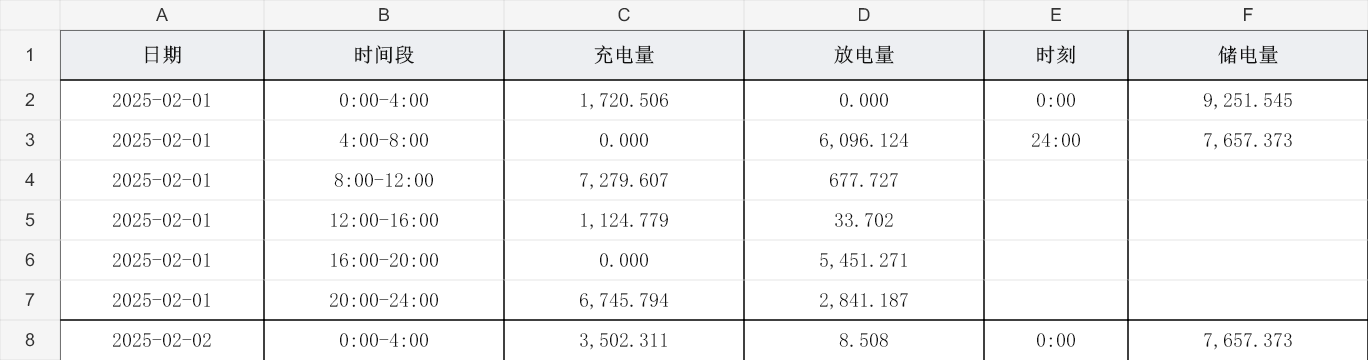 A B C D E F
1 日期 时间段 充电量 放电量 时刻 储电量
2 2025-02-01 0:00-4:00 1,720.506 0.000 0:00 9,251.545
3 2025-02-01 4:00-8:00 0.000 6,096.124 24:00 7,657.373
4 2025-02-01 8:00-12:00 7,279.607 677.727
5 2025-02-01 12:00-16:00 1,124.779 33.702
6 2025-02-01 16:00-20:00 0.000 5,451.271
7 2025-02-01 20:00-24:00 6,745.794 2,841.187
8 2025-02-02 0:00-4:00 3,502.311 8.508 0:00 7,657.373